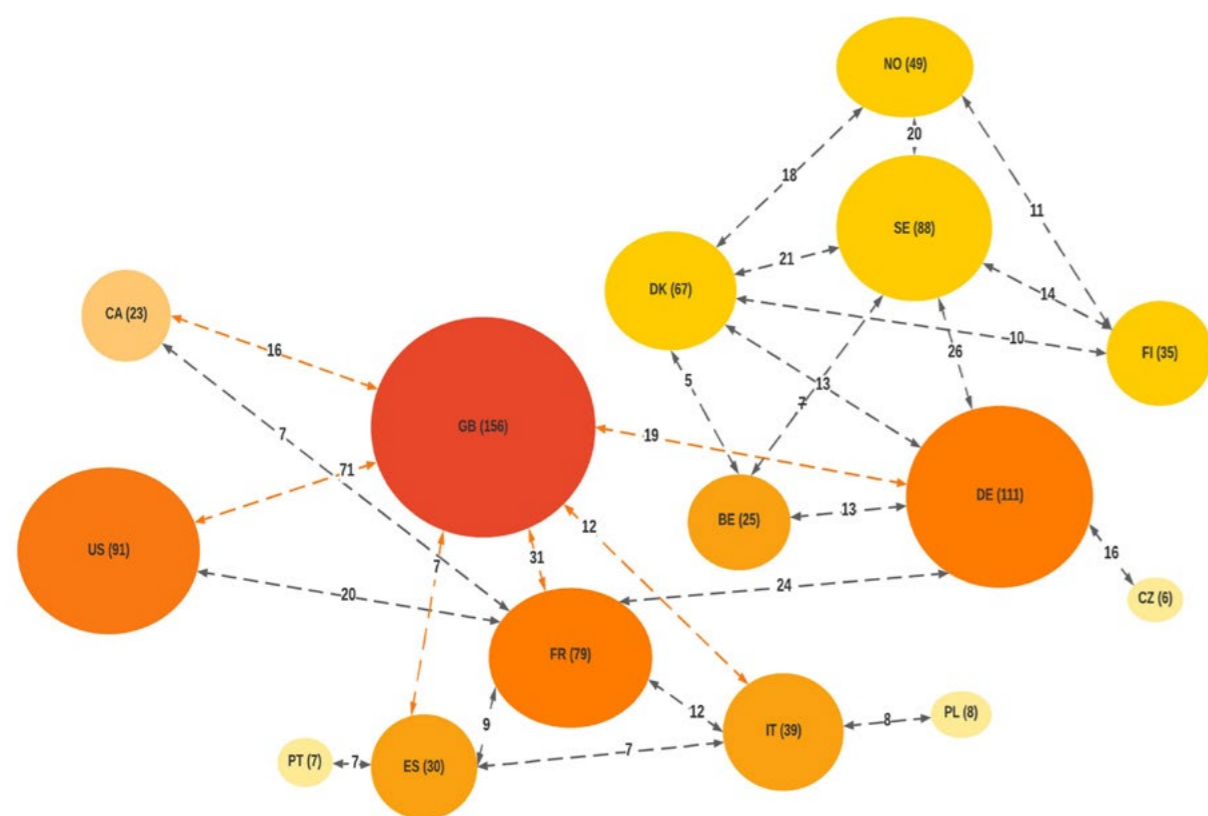 NO (49)
20
18
11
SE (88)
21
14
DK (67)
10
26
FI (35)
CA (23)
16
5
13
7
GB (156)
19
7
71
DE (111)
BE (25)
13
12
US (91)
31
16
7
24
20
CZ (6)
FR (79)
12
PL (8)
8
9
IT (39)
7
PT (7)
7
ES (30)